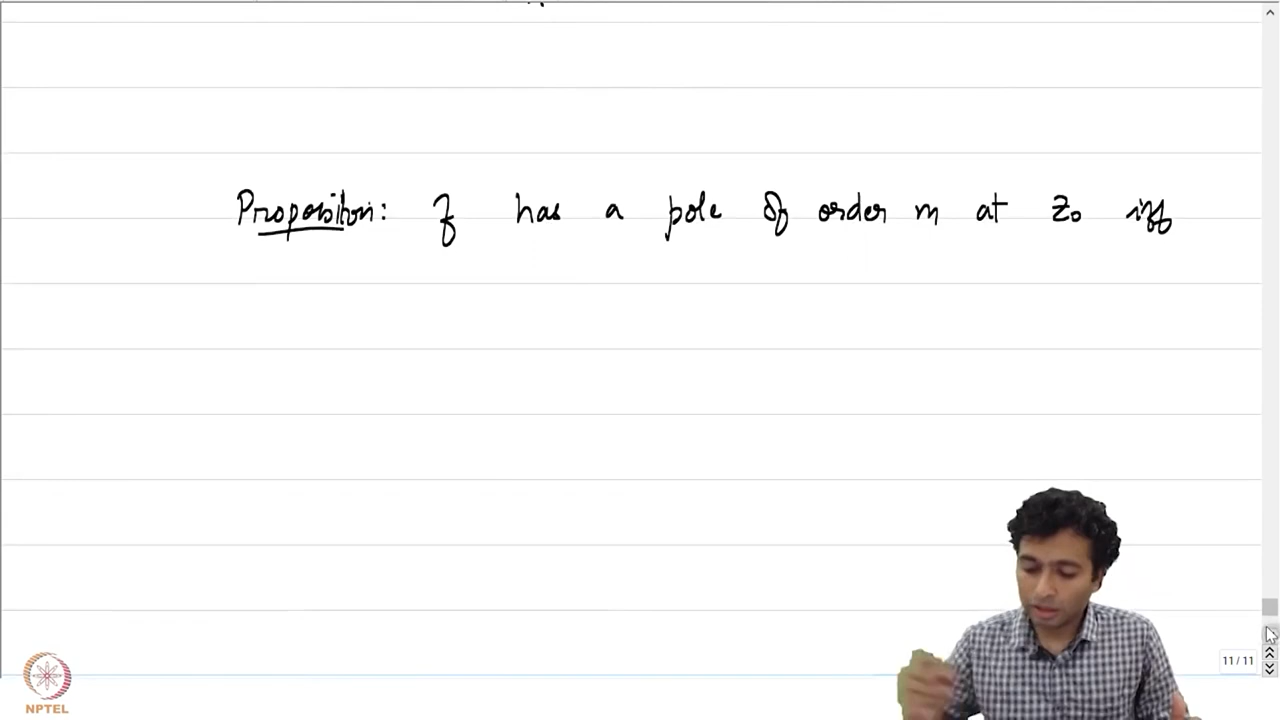 Proposition: f has a pole of order m at z₀ iff
11 / 11
NPTEL